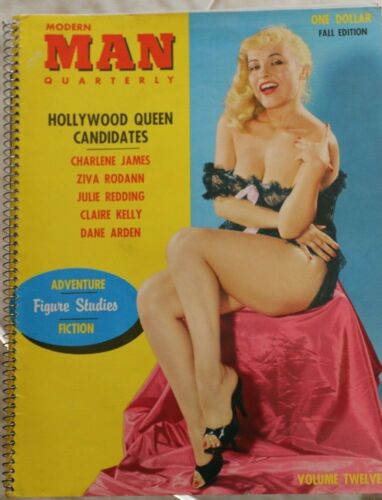 MODERN
MAN
QUARTERLY
ONE DOLLAR
FALL EDITION
HOLLYWOOD QUEEN
CANDIDATES
CHARLENE JAMES
ZIVA RODANN
JULIE REDDING
CLAIRE KELLY
DANE ARDEN
ADVENTURE
Figure Studies
FICTION
VOLUME TWELVE